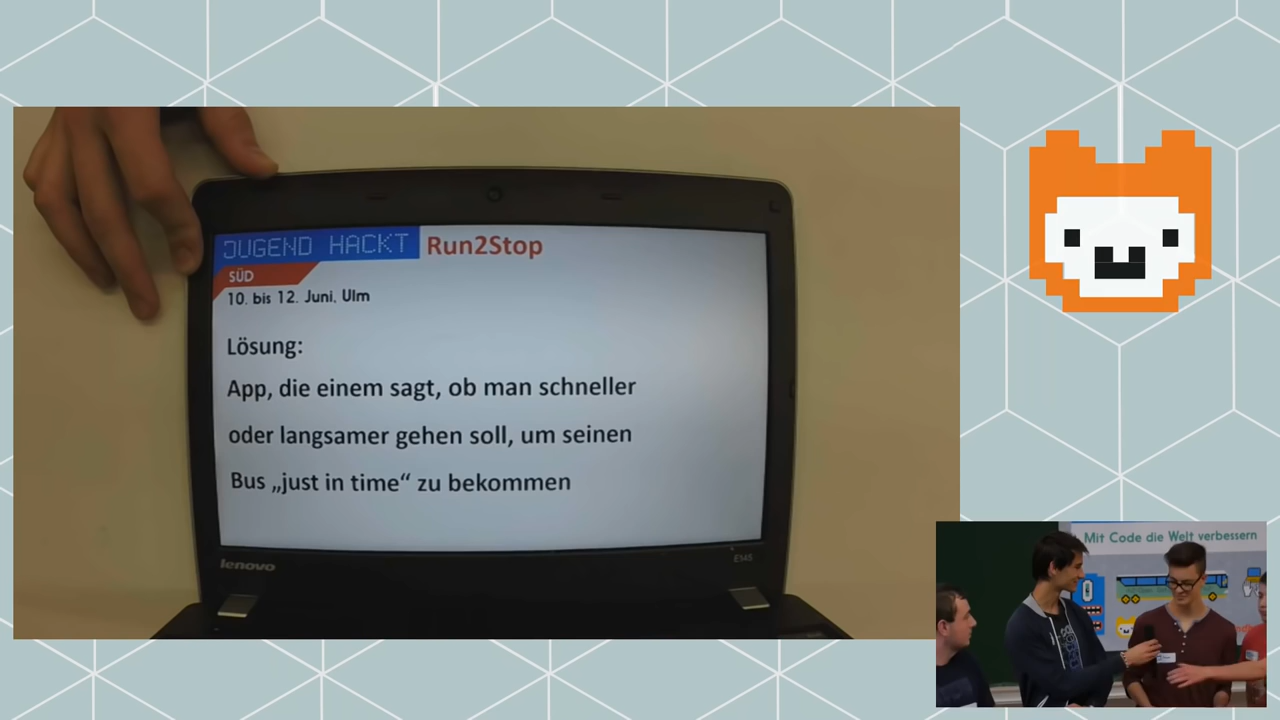 JUGEND HACKT Run2Stop
SÜD
10. bis 12. Juni, Ulm
Lösung:
App, die einem sagt, ob man schneller
oder langsamer gehen soll, um seinen
Bus „just in time“ zu bekommen
lenovo
E145
Mit Code die Welt verbessern